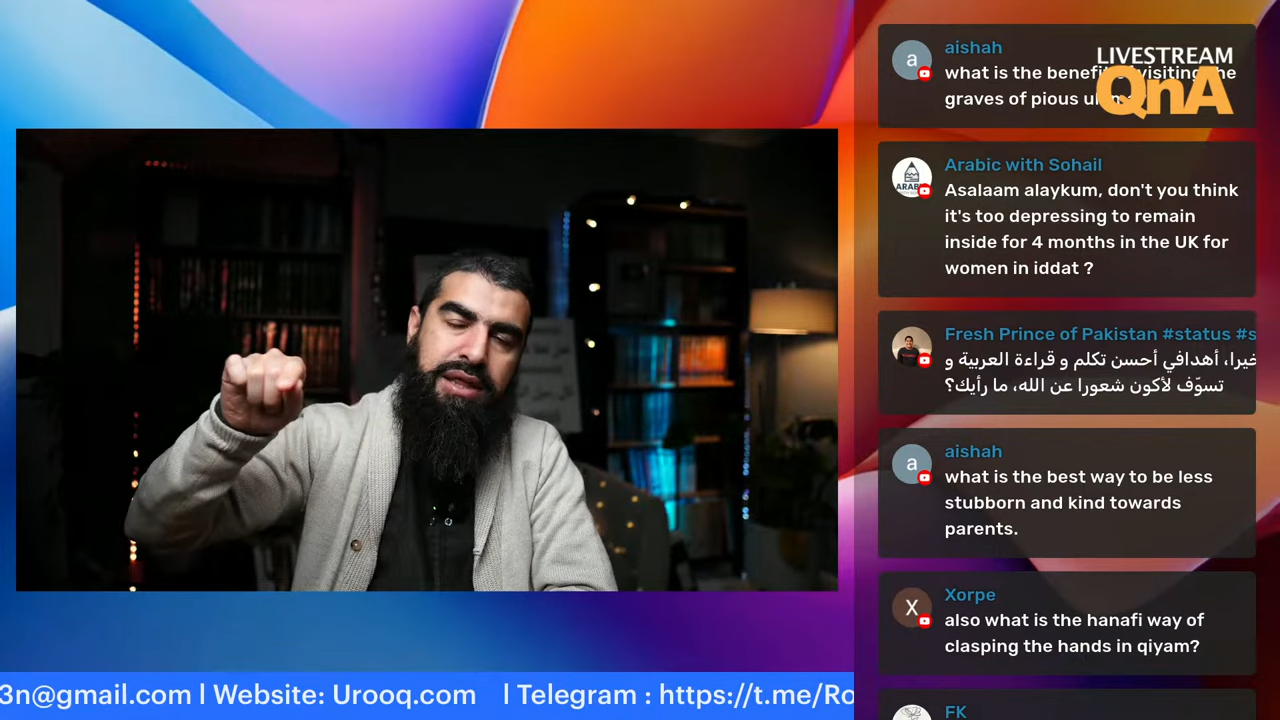 LIVESTREAM
QnA
aishah
what is the benefit visiting the
graves of pious
Arabic with Sohail
Asalaam alaykum, don't you think
it's too depressing to remain
inside for 4 months in the UK for
women in iddat ?
Fresh Prince of Pakistan #status #s
خيرا، أهدافي أحسن تكلم و قراءة العربية و
تسوّف لأكون شعورا عن الله، ما رأيك؟
a
aishah
what is the best way to be less
stubborn and kind towards
parents.
X
Xorpe
also what is the hanafi way of
clasping the hands in qiyam?
FK
3n@gmail.com | Website: Urooq.com | Telegram : https://t.me/Ro